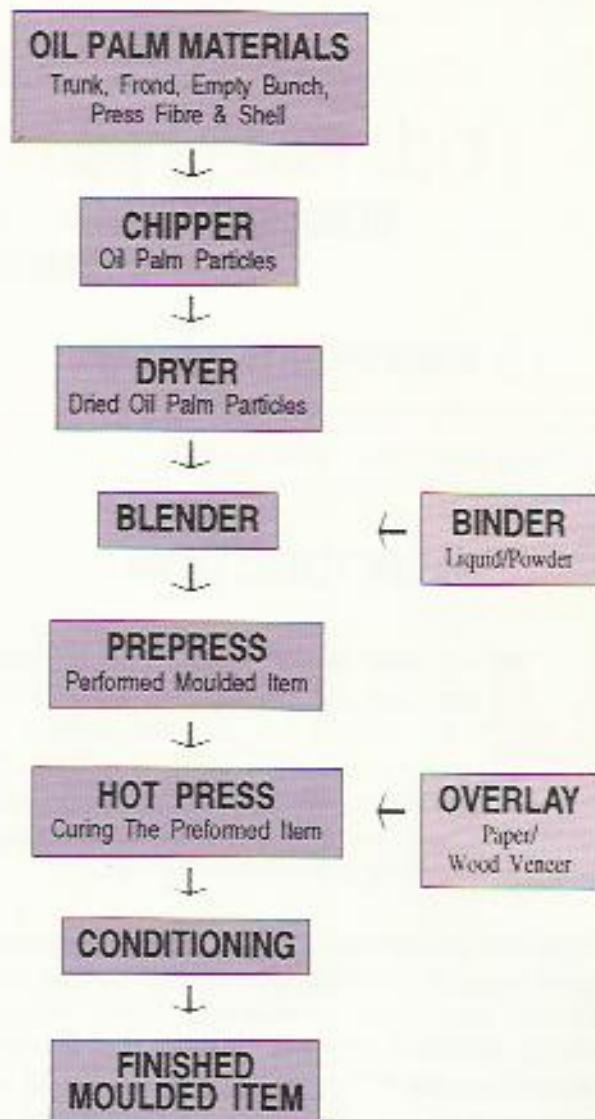 OIL PALM MATERIALS
Trunk, Frond, Empty Bunch,
Press Fibre & Shell
CHIPPER
Oil Palm Particles
DRYER
Dried Oil Palm Particles
BLENDER
BINDER
Liquid/Powder
PREPRESS
Performed Moulded Item
HOT PRESS
Curing The Preformed Item
OVERLAY
Paper/
Wood Veneer
CONDITIONING
FINISHED
MOULDED ITEM